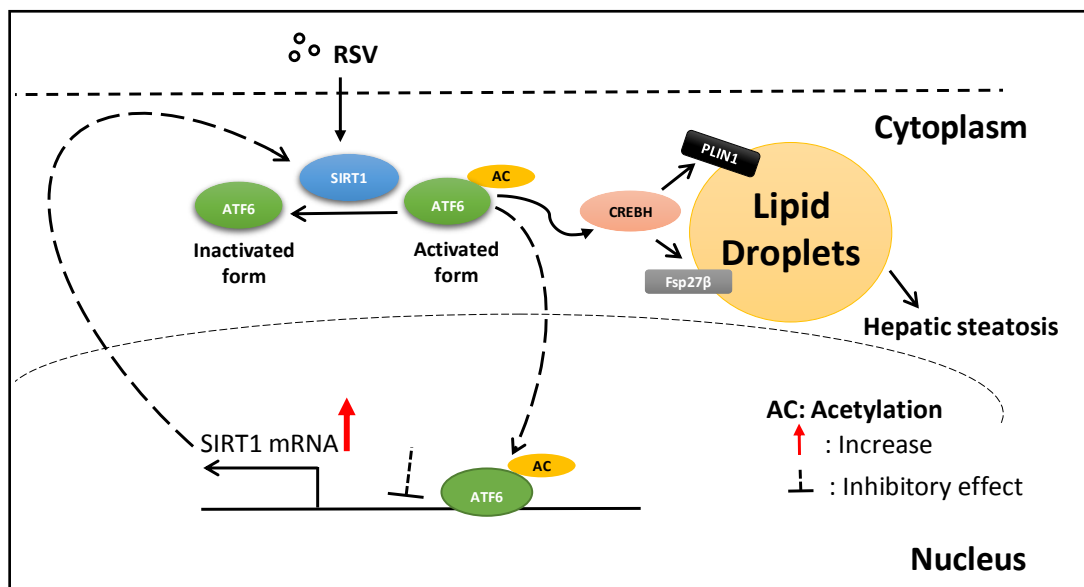 RSV
Cytoplasm
PLIN1
SIRT1
AC
ATF6
ATF6
CREBH
Lipid
Droplets
Inactivated
form
Activated
form
Fsp27β
Hepatic steatosis
AC: Acetylation
SIRT1 mRNA
: Increase
AC
: Inhibitory effect
ATF6
Nucleus